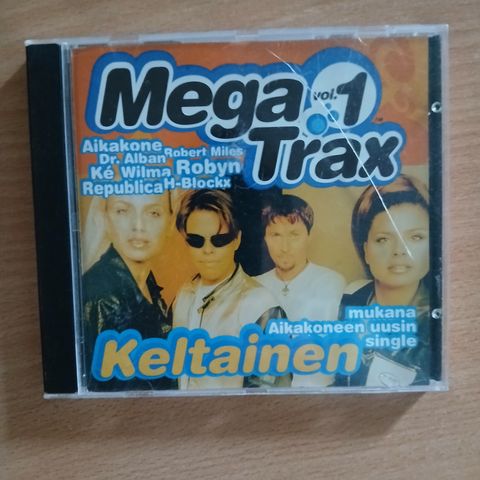 Mega
vol.1
Trax
Aikakone
Dr. Alban Robert Miles
Ké Wilma Robyn
Republica H-Blockx
mukana
Aikakoneen uusin
single
Keltainen